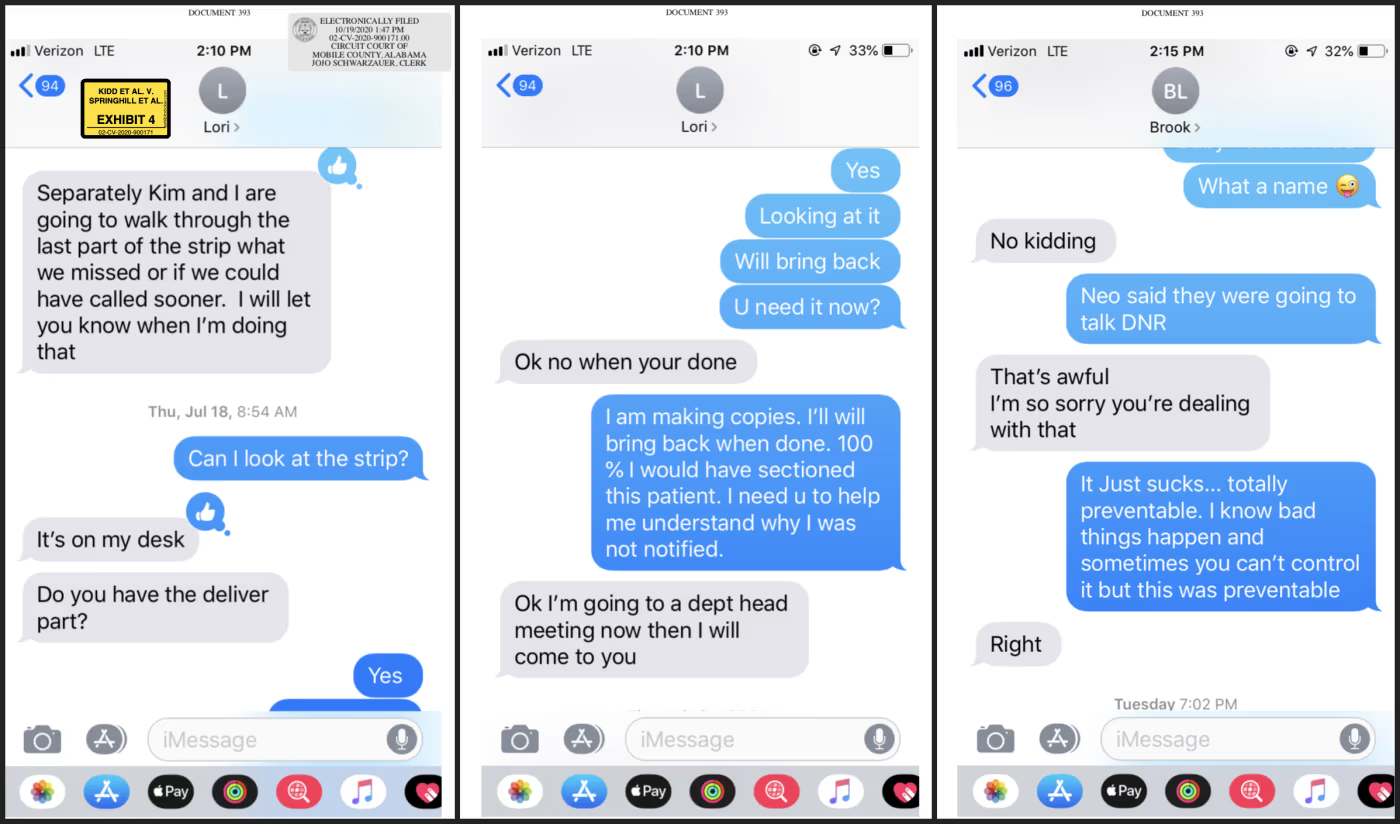 DOCUMENT 393
ELECTRONICALLY FILED
10/19/2020 1:47 PM
02-CV-2020-900171.00
CIRCUIT COURT OF
MOBILE COUNTY, ALABAMA
JOJO SCHWARZAUER, CLERK
Verizon LTE
2:10 PM
94
KIDD ET AL. V.
SPRINGHILL ET AL.
EXHIBIT 4
02-CV-2020-900171
L
Lori >
Separately Kim and I are
going to walk through the
last part of the strip what
we missed or if we could
have called sooner. I will let
you know when I'm doing
that
Thu, Jul 18, 8:54 AM
Can I look at the strip?
It's on my desk
Do you have the deliver
part?
Yes
iMessage
Pay
DOCUMENT 393
Verizon LTE
2:10 PM
33%
94
L
Lori >
Yes
Looking at it
Will bring back
U need it now?
Ok no when your done
I am making copies. I'll will
bring back when done. 100
% I would have sectioned
this patient. I need u to help
me understand why I was
not notified.
Ok I'm going to a dept head
meeting now then I will
come to you
iMessage
Pay
DOCUMENT 393
Verizon LTE
2:15 PM
32%
96
BL
Brook >
What a name 😜
No kidding
Neo said they were going to
talk DNR
That's awful
I'm so sorry you're dealing
with that
It Just sucks... totally
preventable. I know bad
things happen and
sometimes you can't control
it but this was preventable
Right
Tuesday 7:02 PM
iMessage
Pay